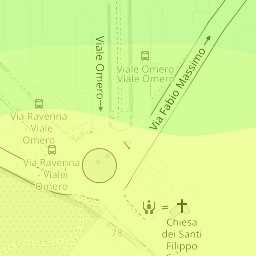 Viale Omero
Viale Omero
Viale Omero
Via Fabio Massimo
Via Ravenna
Viale
Omero
Via Ravenna
- Viale
Omero
Chiesa
dei Santi
Filippo
78